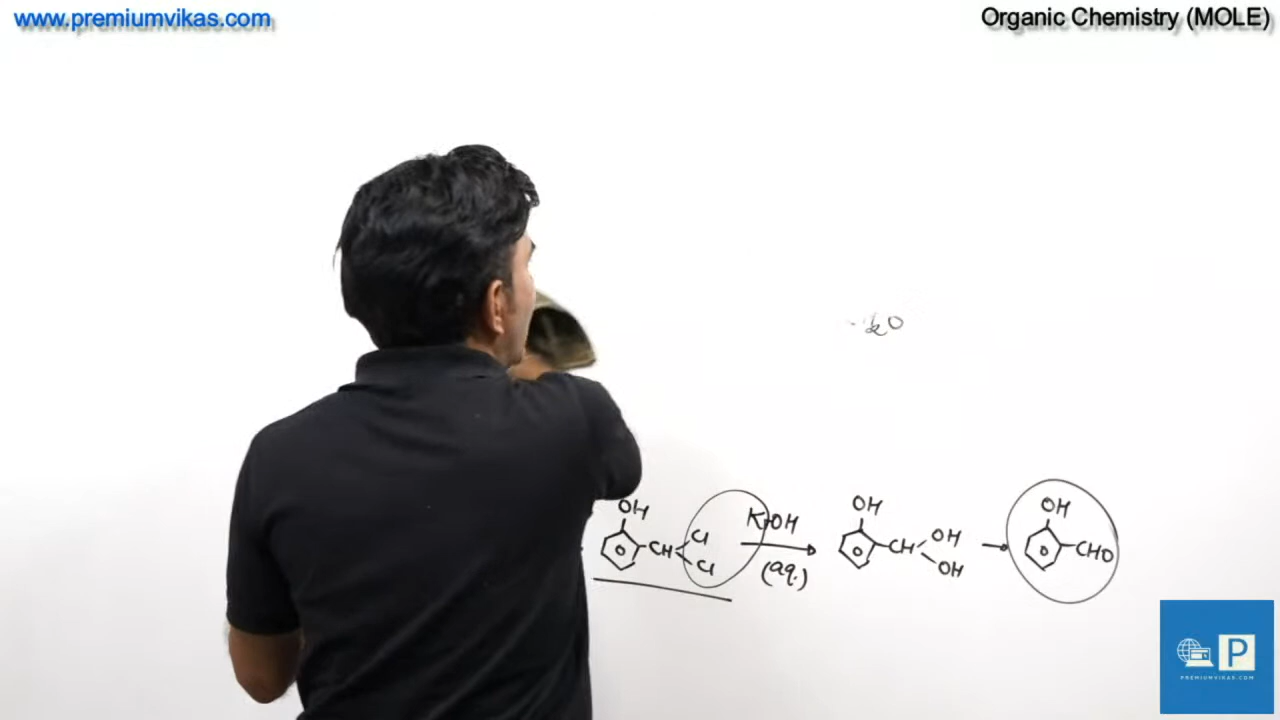 www.premiumvikas.com
Organic Chemistry (MOLE)
H2O
OH
CH
Cl
Cl
KOH
(aq.)
OH
CH
OH
OH
OH
CHO
P
PREMIUMVIKAS.COM